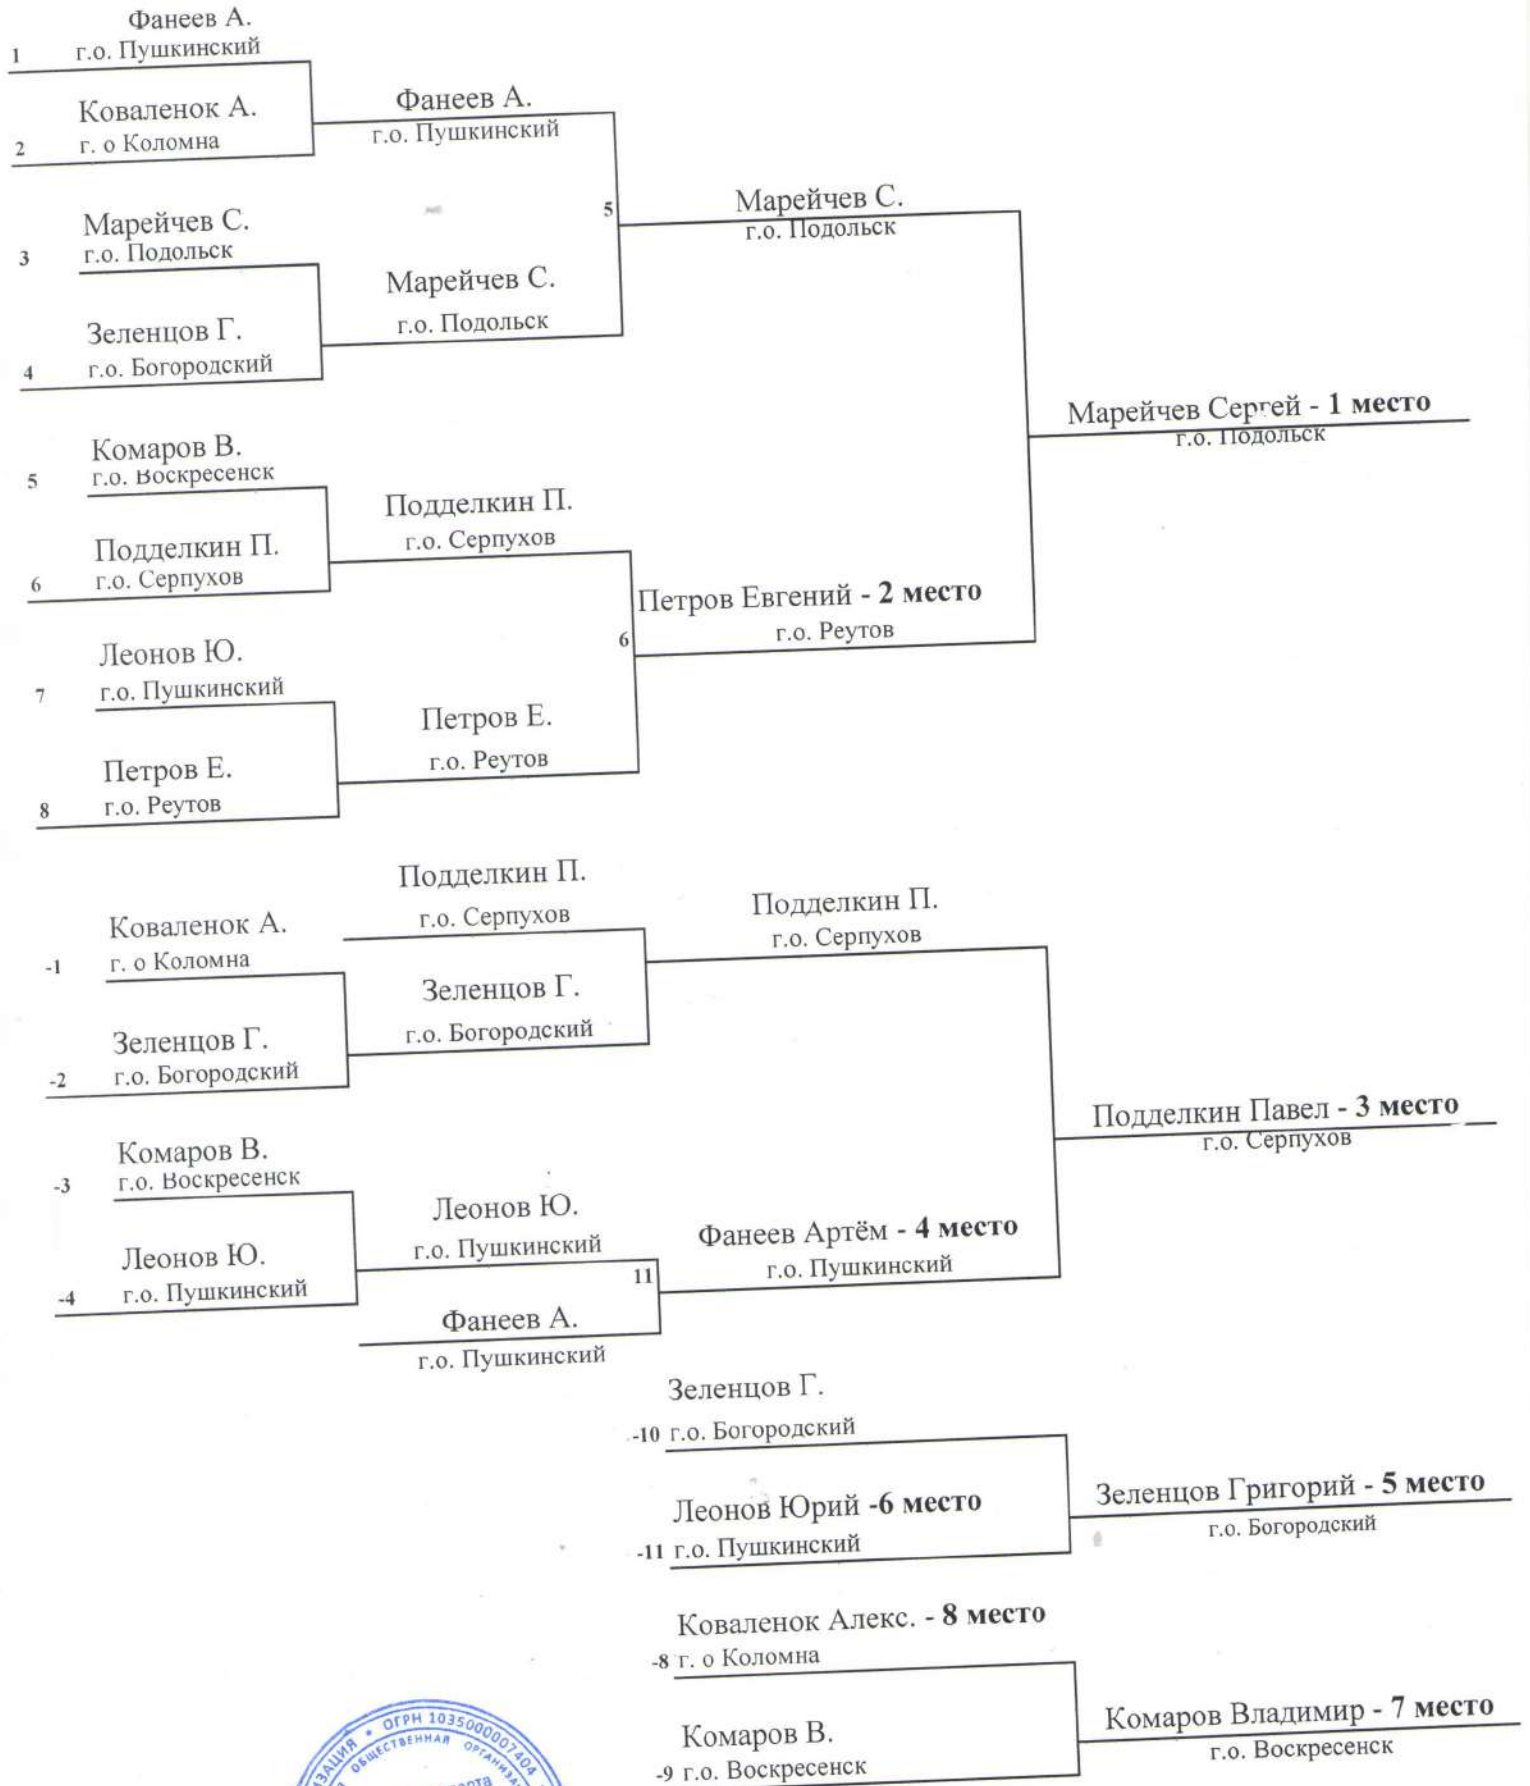 Фанеев А.
1 г.о. Пушкинский
Коваленок А.
2 г. о Коломна
Фанеев А.
г.о. Пушкинский
Марейчев С.
3 г.о. Подольск
Зеленцов Г.
4 г.о. Богородский
Марейчев С.
г.о. Подольск
5
Марейчев С.
г.о. Подольск
Комаров В.
5 г.о. Воскресенск
Подделкин П.
6 г.о. Серпухов
Подделкин П.
г.о. Серпухов
Леонов Ю.
7 г.о. Пушкинский
Петров Е.
8 г.о. Реутов
Петров Е.
г.о. Реутов
6
Петров Евгений - 2 место
г.о. Реутов
Марейчев Сергей - 1 место
г.о. Подольск
Коваленок А.
-1 г. о Коломна
Зеленцов Г.
-2 г.о. Богородский
Подделкин П.
г.о. Серпухов
Зеленцов Г.
г.о. Богородский
Подделкин П.
г.о. Серпухов
Комаров В.
-3 г.о. Воскресенск
Леонов Ю.
-4 г.о. Пушкинский
Леонов Ю.
г.о. Пушкинский
11
Фанеев А.
г.о. Пушкинский
Фанеев Артём - 4 место
г.о. Пушкинский
Подделкин Павел - 3 место
г.о. Серпухов
Зеленцов Г.
-10 г.о. Богородский
Леонов Юрий -6 место
-11 г.о. Пушкинский
Зеленцов Григорий - 5 место
г.о. Богородский
Коваленок Алекс. - 8 место
-8 г. о Коломна
Комаров В.
-9 г.о. Воскресенск
Комаров Владимир - 7 место
г.о. Воскресенск
* ОГРН 1035000007404
ОБЩЕСТВЕННАЯ